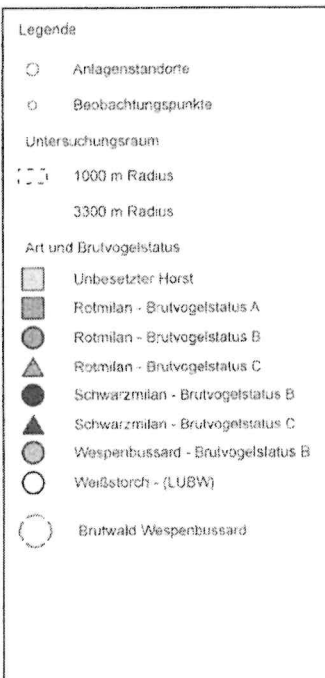 Legende
Anlagenstandorte
Beobachtungspunkte
Untersuchungsraum
1000 m Radius
3300 m Radius
Art und Brutvogelstatus
Unbesetzter Horst
Rotmilan - Brutvogelstatus A
Rotmilan - Brutvogelstatus B
Rotmilan - Brutvogelstatus C
Schwarzmilan - Brutvogelstatus B
Schwarzmilan - Brutvogelstatus C
Wespenbussard - Brutvogelstatus B
Weißstorch - (LUBW)
Brutwald Wespenbussard